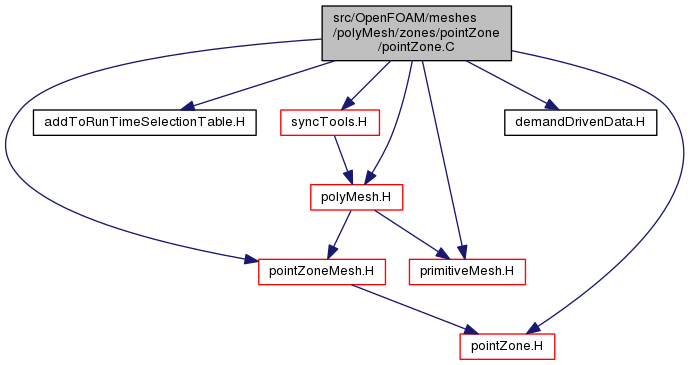 src/OpenFOAM/meshes
/polyMesh/zones/pointZone
/pointZone.C
addToRunTimeSelectionTable.H
syncTools.H
demandDrivenData.H
polyMesh.H
pointZoneMesh.H
primitiveMesh.H
pointZone.H